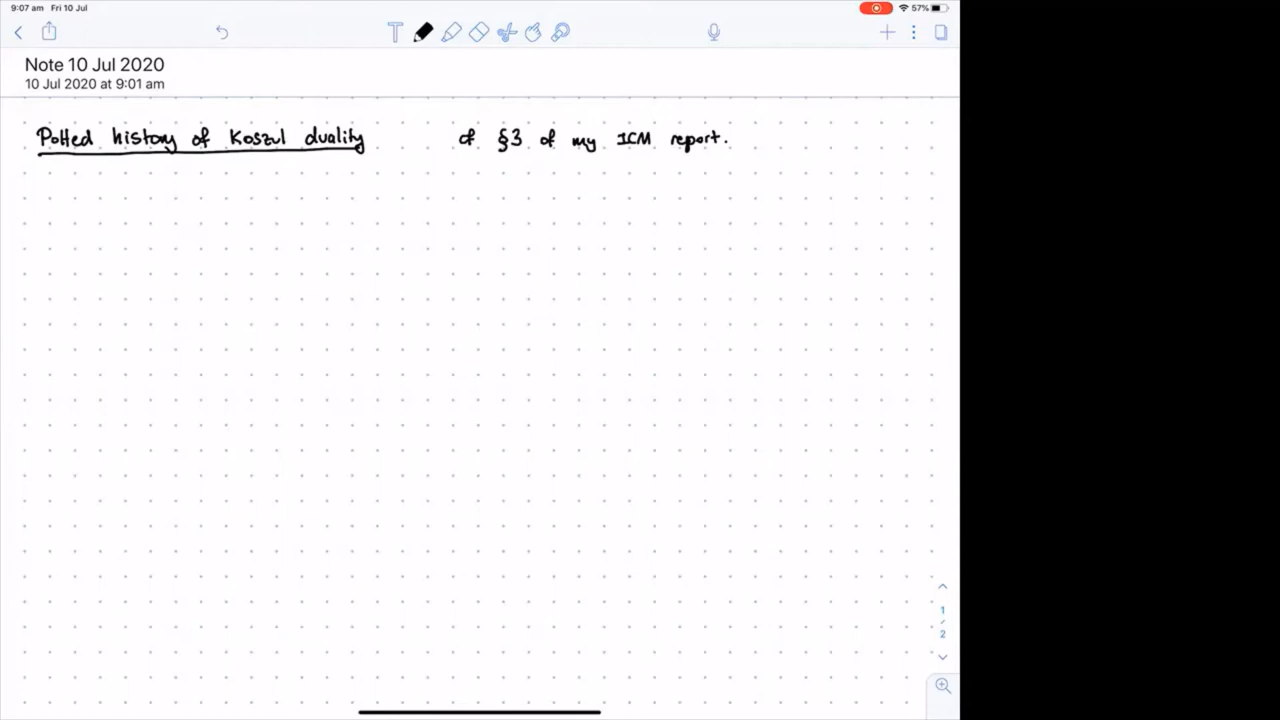 9:07 am Fri 10 Jul
57%
Note 10 Jul 2020
10 Jul 2020 at 9:01 am
Potted history of Koszul duality cf §3 of my ICM report.
1
2